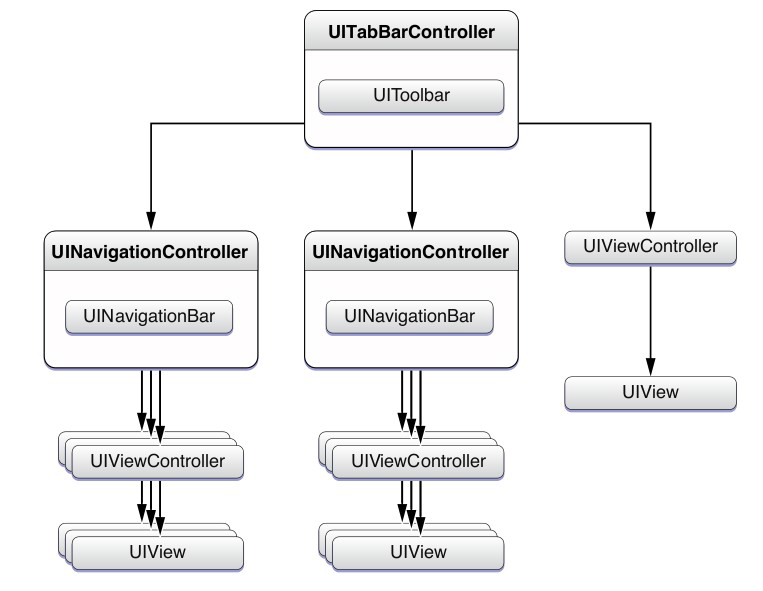 UITabBarController
UIToolbar
UINavigationController
UINavigationBar
UIViewController
UIView
UINavigationController
UINavigationBar
UIViewController
UIView
UIViewController
UIView